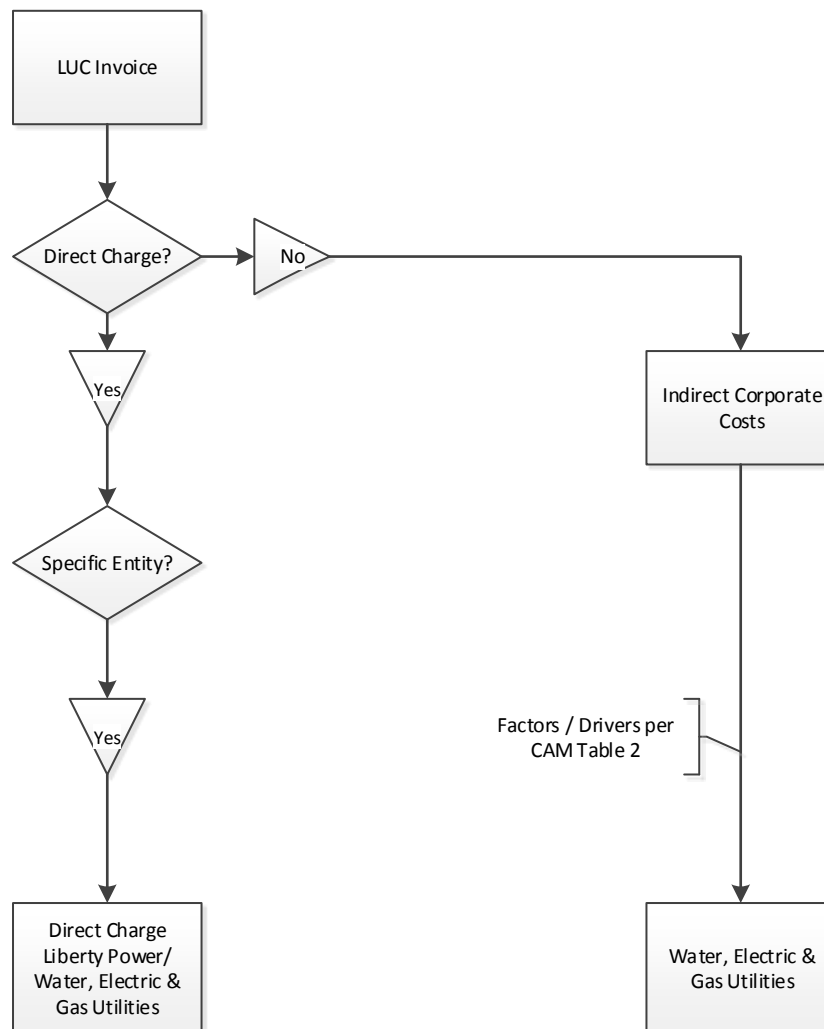 LUC Invoice
Direct Charge?
No
Yes
Indirect Corporate
Costs
Specific Entity?
Yes
Factors / Drivers per
CAM Table 2
Direct Charge
Liberty Power/
Water, Electric &
Gas Utilities
Water, Electric &
Gas Utilities